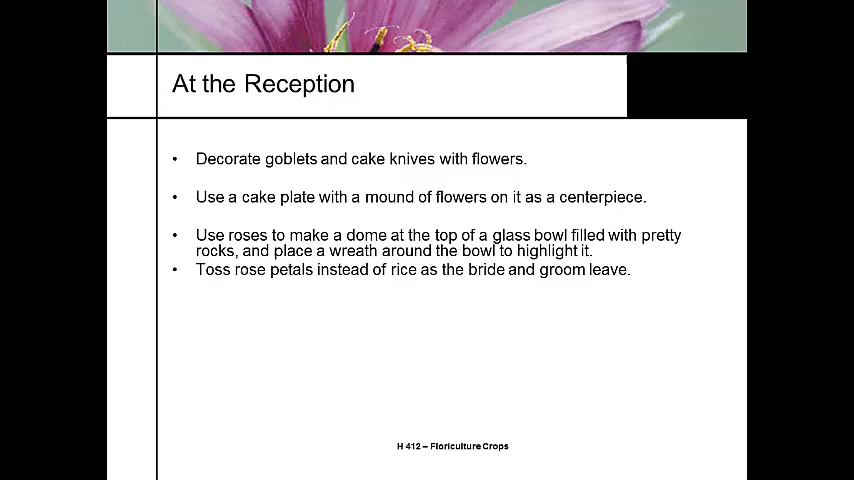 At the Reception
• Decorate goblets and cake knives with flowers.
• Use a cake plate with a mound of flowers on it as a centerpiece.
• Use roses to make a dome at the top of a glass bowl filled with pretty
rocks, and place a wreath around the bowl to highlight it.
• Toss rose petals instead of rice as the bride and groom leave.
H 412 – Floriculture Crops